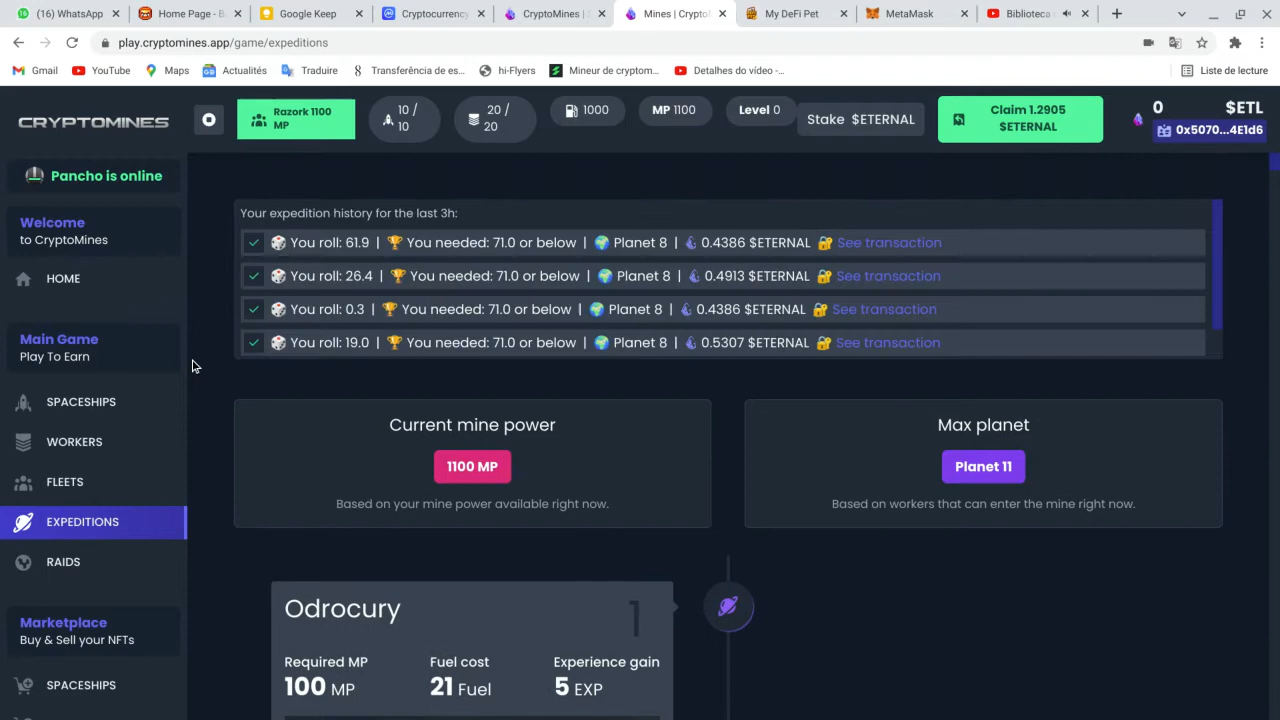 (16) WhatsApp
Home Page - B
Google Keep
Cryptocurrency
CryptoMines | S
Mines | Crypto
My DeFi Pet
MetaMask
Biblioteca
play.cryptomines.app/game/expeditions
Gmail
YouTube
Maps
Actualités
Traduire
Transferência de es...
hi-Flyers
Mineur de cryptom...
Detalhes do vídeo -...
Liste de lecture
CRYPTOMINES
Razork 1100
MP
10 /
10
20 /
20
1000
MP 1100
Level 0
Stake $ETERNAL
Claim 1.2905
$ETERNAL
0 $ETL
0x5070...4E1d6
Pancho is online
Welcome
to CryptoMines
HOME
Main Game
Play To Earn
SPACESHIPS
WORKERS
FLEETS
EXPEDITIONS
RAIDS
Marketplace
Buy & Sell your NFTs
SPACESHIPS
Your expedition history for the last 3h:
You roll: 61.9 | You needed: 71.0 or below | Planet 8 | 0.4386 $ETERNAL See transaction
You roll: 26.4 | You needed: 71.0 or below | Planet 8 | 0.4913 $ETERNAL See transaction
You roll: 0.3 | You needed: 71.0 or below | Planet 8 | 0.4386 $ETERNAL See transaction
You roll: 19.0 | You needed: 71.0 or below | Planet 8 | 0.5307 $ETERNAL See transaction
Current mine power
1100 MP
Based on your mine power available right now.
Max planet
Planet 11
Based on workers that can enter the mine right now.
Odrocury 1
Required MP
100 MP
Fuel cost
21 Fuel
Experience gain
5 EXP